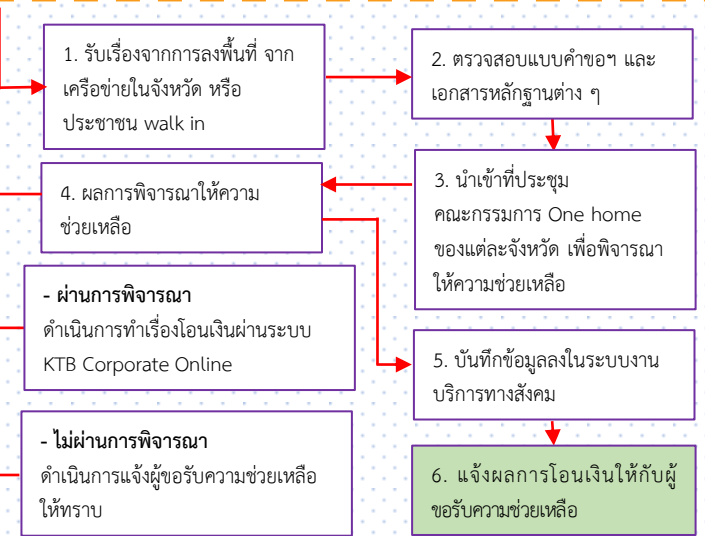 1. รับเรื่องจากการลงพื้นที่ จาก
เครือข่ายในจังหวัด หรือ
ประชาชน walk in
2. ตรวจสอบแบบคำขอฯ และ
เอกสารหลักฐานต่าง ๆ
3. นำเข้าที่ประชุม
คณะกรรมการ One home
ของแต่ละจังหวัด เพื่อพิจารณา
ให้ความช่วยเหลือ
4. ผลการพิจารณาให้ความ
ช่วยเหลือ
- ผ่านการพิจารณา
ดำเนินการทำเรื่องโอนเงินผ่านระบบ
KTB Corporate Online
- ไม่ผ่านการพิจารณา
ดำเนินการแจ้งผู้ขอรับความช่วยเหลือ
ให้ทราบ
5. บันทึกข้อมูลลงในระบบงาน
บริการทางสังคม
6. แจ้งผลการโอนเงินให้กับผู้
ขอรับความช่วยเหลือ